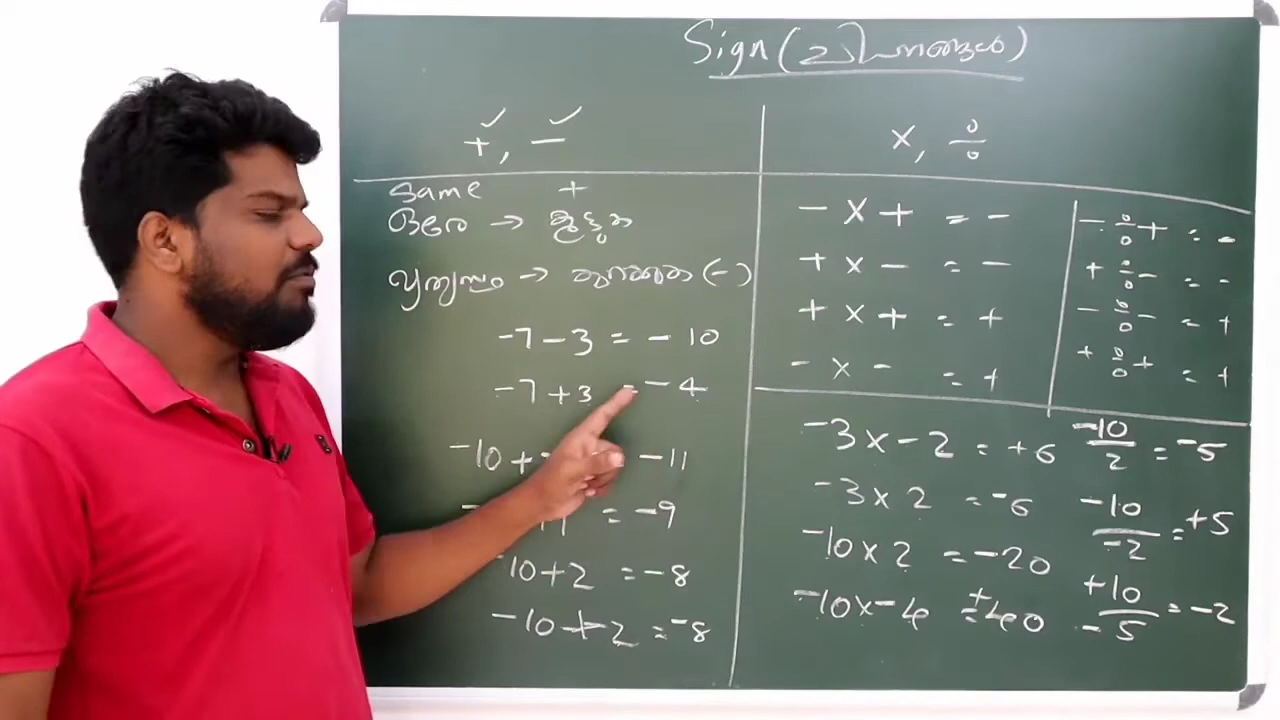 Sign (ചിഹ്നങ്ങൾ)
+, −
Same +
ഒരേ → കൂട്ടുക
വ്യത്യസ്തം → കുറക്കുക (-)
-7 - 3 = - 10
-7 + 3 = - 4
-10 + - 11
= -9
10 + 2 = - 8
-10 + 2 = -8
×, ÷
- × + = -
+ × - = -
+ × + = +
- × - = +
- ÷ + = -
+ ÷ - = -
- ÷ - = +
+ ÷ + = +
-3 × -2 = +6
-3 × 2 = -6
-10 × 2 = -20
-10 × -4 = +40
-10/2 = -5
-10/-2 = +5
+10/-5 = -2